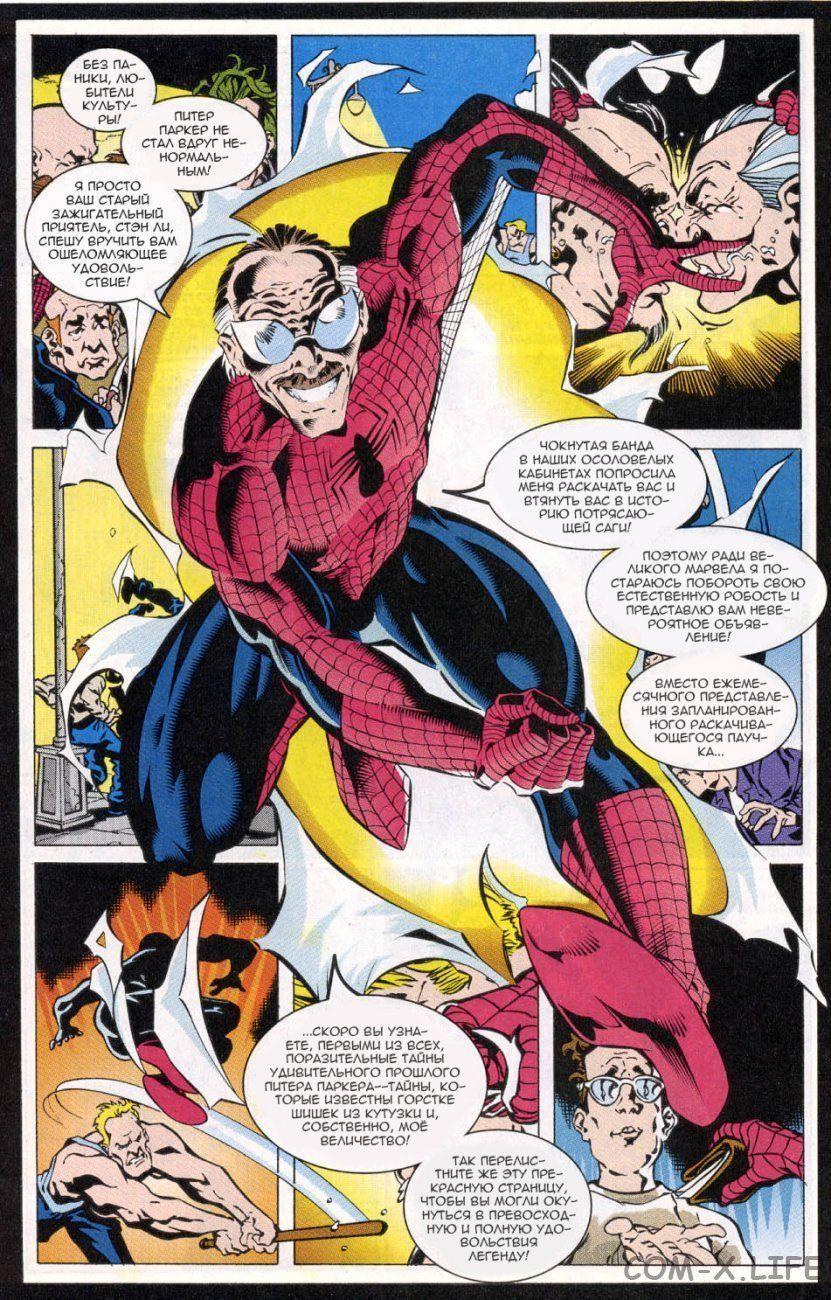 БЕЗ ПА-
НИКИ, ЛЮ-
БИТЕЛИ
КУЛЬТУ-
РЫ!
ПИТЕР
ПАРКЕР НЕ
СТАЛ ВДРУГ НЕ-
НОРМАЛЬ-
НЫМ!
Я ПРОСТО
ВАШ СТАРЫЙ
ЗАЖИГАТЕЛЬНЫЙ
ПРИЯТЕЛЬ, СТЭН ЛИ,
СПЕШУ ВРУЧИТЬ ВАМ
ОШЕЛОМЛЯЮЩЕЕ
УДОВОЛЬ-
СТВИЕ!
ЧОКНУТАЯ БАНДА
В НАШИХ ОСОЛОВЕЛЫХ
КАБИНЕТАХ ПОПРОСИЛА
МЕНЯ РАСКАЧАТЬ ВАС И
ВТЯНУТЬ ВАС В ИСТО-
РИЮ ПОТРЯСАЮ-
ЩЕЙ САГИ!
ПОЭТОМУ РАДИ ВЕ-
ЛИКОГО МАРВЕЛА Я ПО-
СТАРАЮСЬ ПОБОРОТЬ СВОЮ
ЕСТЕСТВЕННУЮ РОБОСТЬ И
ПРЕДСТАВЛЮ ВАМ НЕВЕ-
РОЯТНОЕ ОБЪЯВ-
ЛЕНИЕ!
ВМЕСТО ЕЖЕМЕ-
СЯЧНОГО ПРЕДСТАВЛЕ-
НИЯ ЗАПЛАНИРОВАН-
НОГО РАСКАЧИВА-
ЮЩЕГОСЯ ПАУЧ-
КА...
...СКОРО ВЫ УЗНА-
ЕТЕ, ПЕРВЫМИ ИЗ ВСЕХ,
ПОРАЗИТЕЛЬНЫЕ ТАЙНЫ
УДИВИТЕЛЬНОГО ПРОШЛОГО
ПИТЕРА ПАРКЕРА--ТАЙНЫ, КО-
ТОРЫЕ ИЗВЕСТНЫ ГОРСТКЕ
ШИШЕК ИЗ КУТУЗКИ И,
СОБСТВЕННО, МОЁ
ВЕЛИЧЕСТВО!
ТАК ПЕРЕЛИС-
ТНИТЕ ЖЕ ЭТУ ПРЕ-
КРАСНУЮ СТРАНИЦУ,
ЧТОБЫ ВЫ МОГЛИ ОКУ-
НУТЬСЯ В ПРЕВОСХОД-
НУЮ И ПОЛНУЮ УДО-
ВОЛЬСТВИЯ
ЛЕГЕНДУ!
COM-X.LIFE